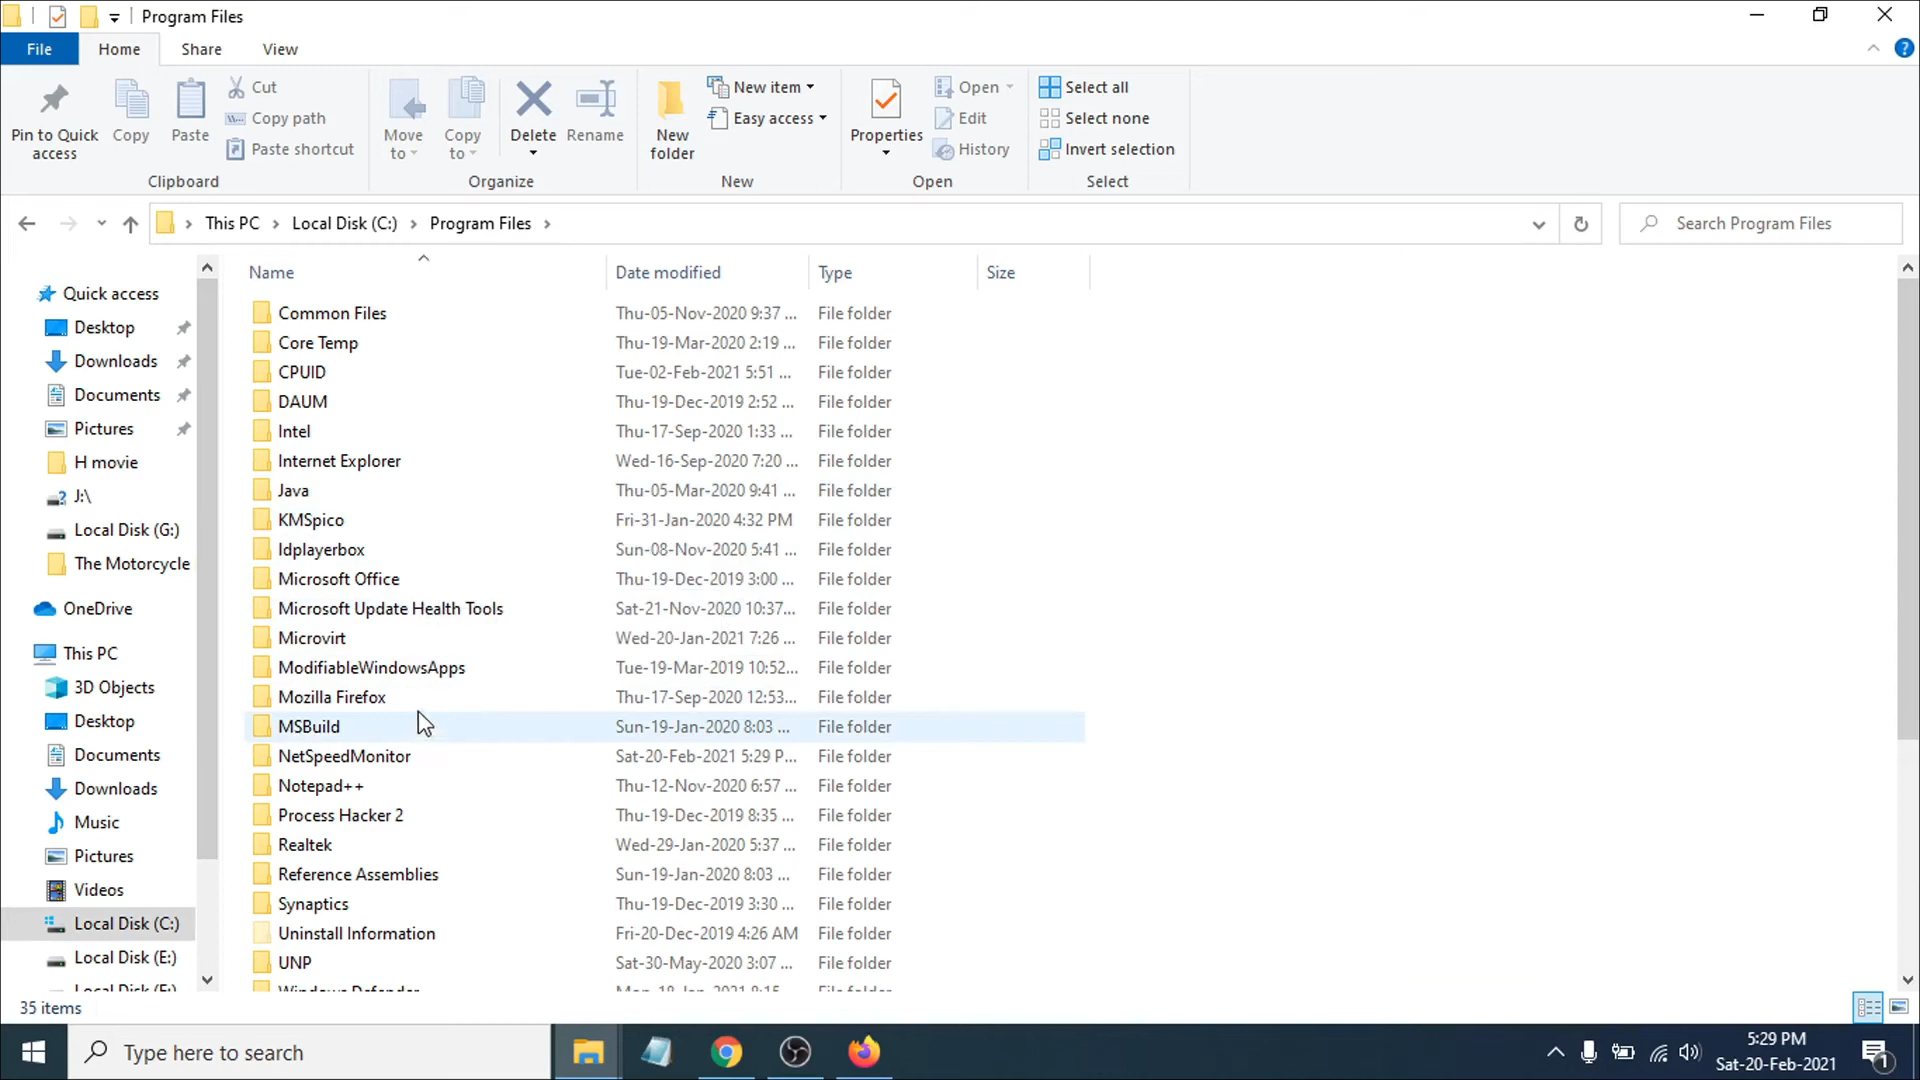 Program Files
File Home Share View
Pin to Quick access
Copy
Paste
Cut
Copy path
Paste shortcut
Clipboard
Move to
Copy to
Delete
Rename
Organize
New folder
New item
Easy access
New
Properties
Open
Edit
History
Open
Select all
Select none
Invert selection
Select
This PC > Local Disk (C:) > Program Files >
Search Program Files
Quick access
Desktop
Downloads
Documents
Pictures
H movie
J:\
Local Disk (G:)
The Motorcycle
OneDrive
This PC
3D Objects
Desktop
Documents
Downloads
Music
Pictures
Videos
Local Disk (C:)
Local Disk (E:)
Name Date modified Type Size
Common Files Thu-05-Nov-2020 9:37 ... File folder
Core Temp Thu-19-Mar-2020 2:19 ... File folder
CPUID Tue-02-Feb-2021 5:51 ... File folder
DAUM Thu-19-Dec-2019 2:52 ... File folder
Intel Thu-17-Sep-2020 1:33 ... File folder
Internet Explorer Wed-16-Sep-2020 7:20 ... File folder
Java Thu-05-Mar-2020 9:41 ... File folder
KMSpico Fri-31-Jan-2020 4:32 PM File folder
ldplayerbox Sun-08-Nov-2020 5:41 ... File folder
Microsoft Office Thu-19-Dec-2019 3:00 ... File folder
Microsoft Update Health Tools Sat-21-Nov-2020 10:37... File folder
Microvirt Wed-20-Jan-2021 7:26 ... File folder
ModifiableWindowsApps Tue-19-Mar-2019 10:52... File folder
Mozilla Firefox Thu-17-Sep-2020 12:53... File folder
MSBuild Sun-19-Jan-2020 8:03 ... File folder
NetSpeedMonitor Sat-20-Feb-2021 5:29 P... File folder
Notepad++ Thu-12-Nov-2020 6:57 ... File folder
Process Hacker 2 Thu-19-Dec-2019 8:35 ... File folder
Realtek Wed-29-Jan-2020 5:37 ... File folder
Reference Assemblies Sun-19-Jan-2020 8:03 ... File folder
Synaptics Thu-19-Dec-2019 3:30 ... File folder
Uninstall Information Fri-20-Dec-2019 4:26 AM File folder
UNP Sat-30-May-2020 3:07 ... File folder
35 items
Type here to search
5:29 PM
Sat-20-Feb-2021
1